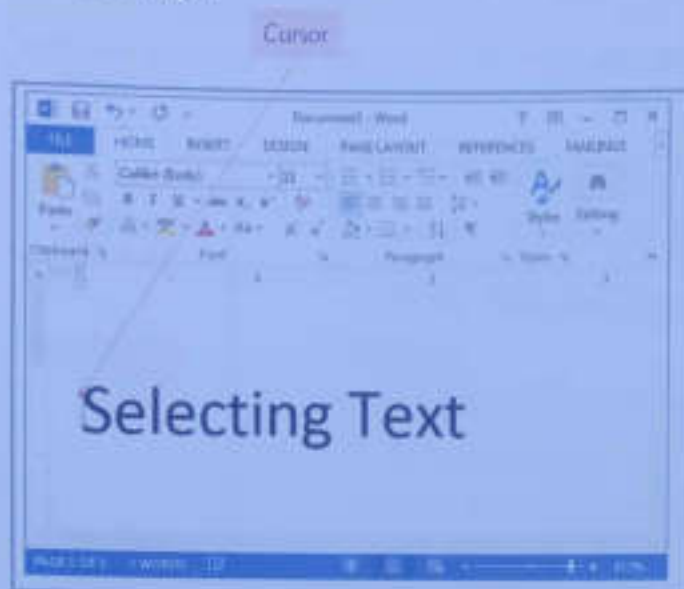 Cursor
Document1 - Word
FILE HOME INSERT DESIGN PAGE LAYOUT REFERENCES MAILINGS
Calibri (Body) 11
Paste Styles Editing
Clipboard Font Paragraph Styles
Selecting Text